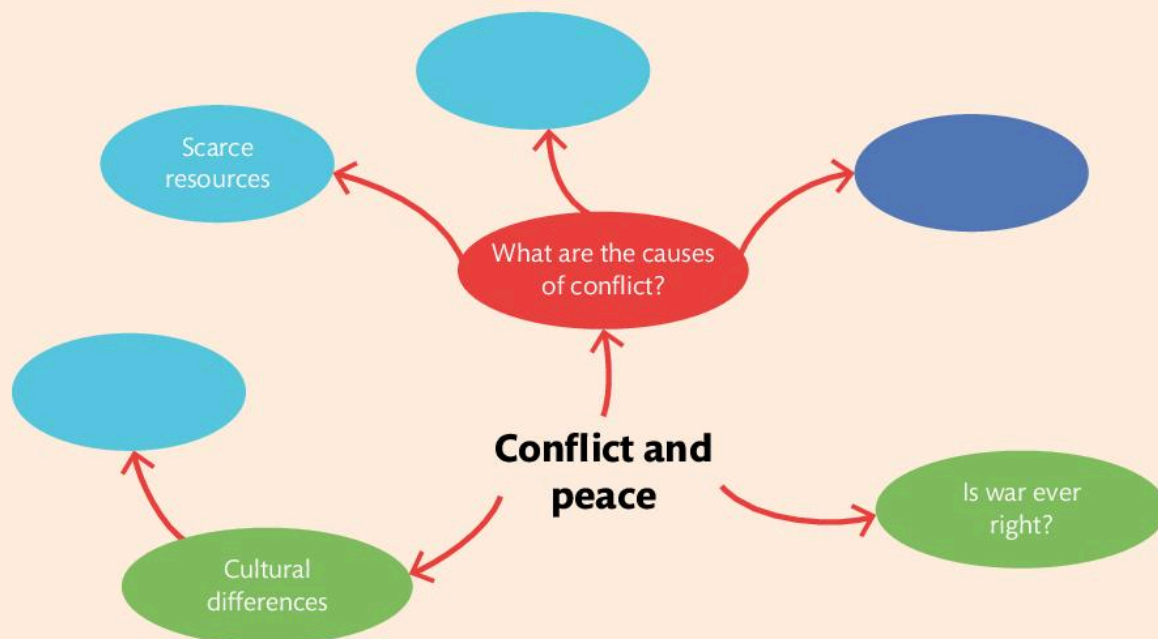 Scarce
resources
What are the causes
of conflict?
Conflict and
peace
Is war ever
right?
Cultural
differences